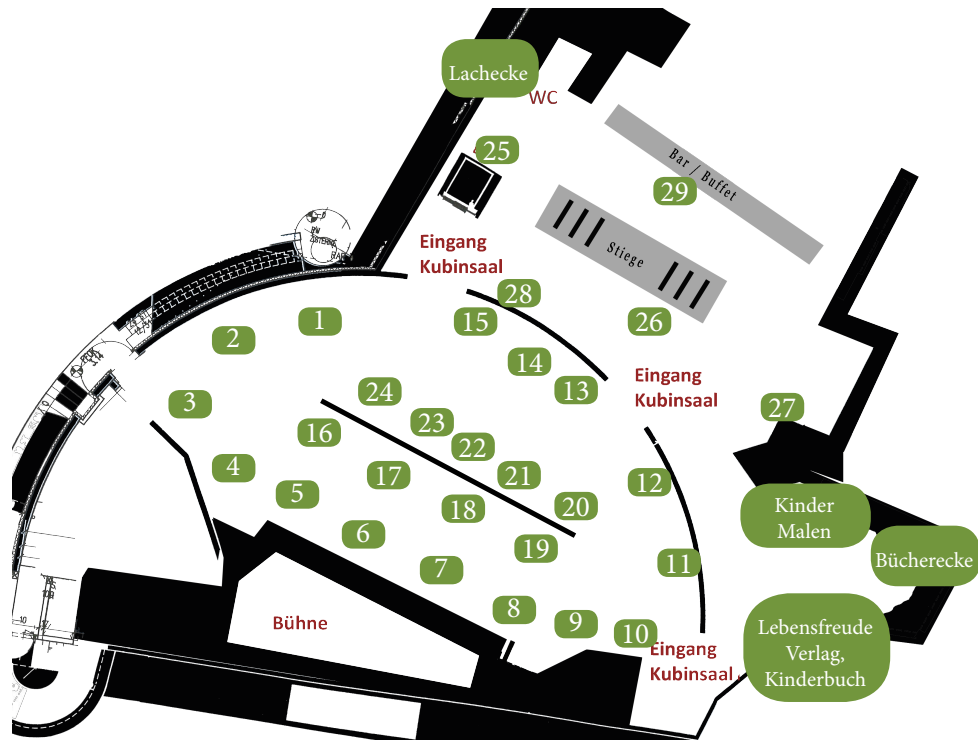 Lachecke
WC
25
Bar / Buffet
29
Stiege
Eingang
Kubinsaal
28
15
26
1
2
14
13
Eingang
Kubinsaal
24
3
27
23
16
22
4
17
21
12
5
18
20
Kinder
Malen
6
19
Bücherecke
7
11
8
9
10
Bühne
Eingang
Kubinsaal
Lebensfreude
Verlag,
Kinderbuch